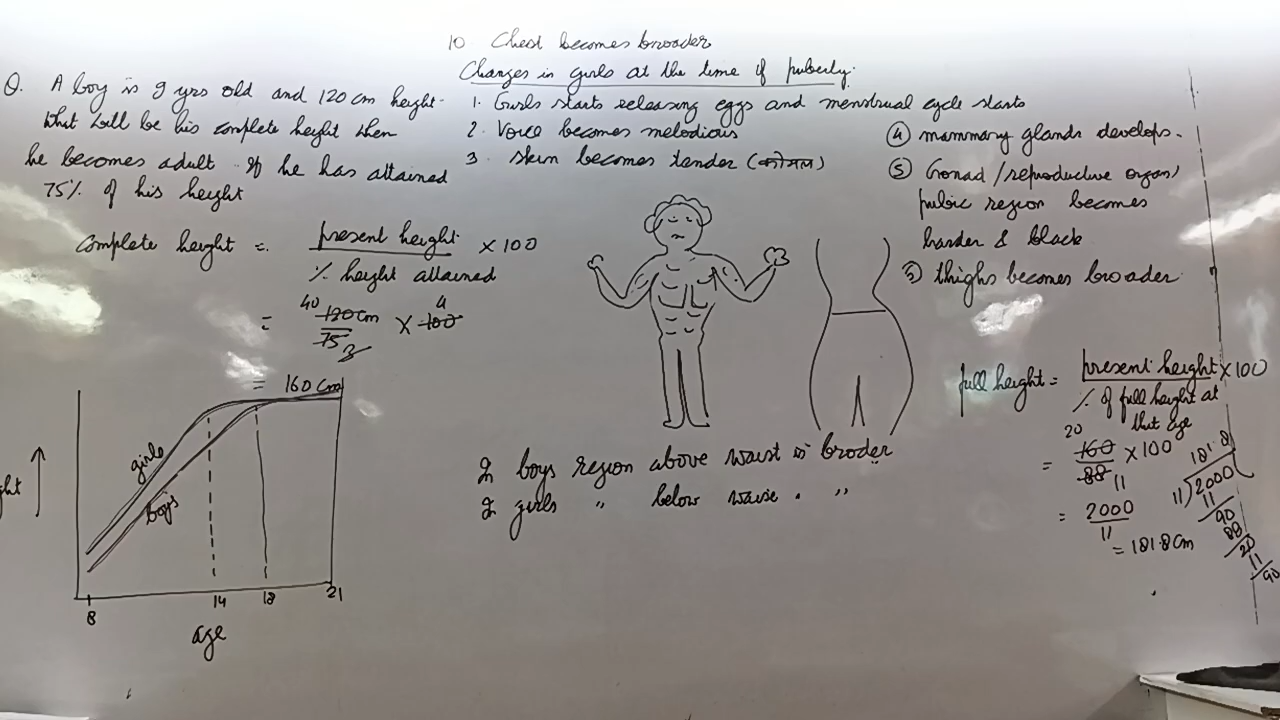 10 Chest becomes broader
Changes in girls at the time of puberty.
Q. A boy is 9 yrs old and 120 cm height.
What will be his complete height when
he becomes adult. If he has attained
75% of his height
complete height = present height × 100
% height attained
= 40 120 cm × 4 100
75 3
= 160 cm
1. Girls starts releasing eggs and menstrual cycle starts
2. Voice becomes melodious
3. skin becomes tender (कोमल)
④ mammary glands develops.
⑤ Gonad / reproductive organ/
pubic region becomes
harder & black
⑤ thighs becomes broader
girls
boys
ght
8 14 18 21
age
In boys region above waist is broder
In girls " below waise . "
full height = present height × 100
% of full height at
that age
20
= 160 × 100
88 11
= 2000
11
= 181.8 cm
181.8
11)2000
11
90
88
20
11
90